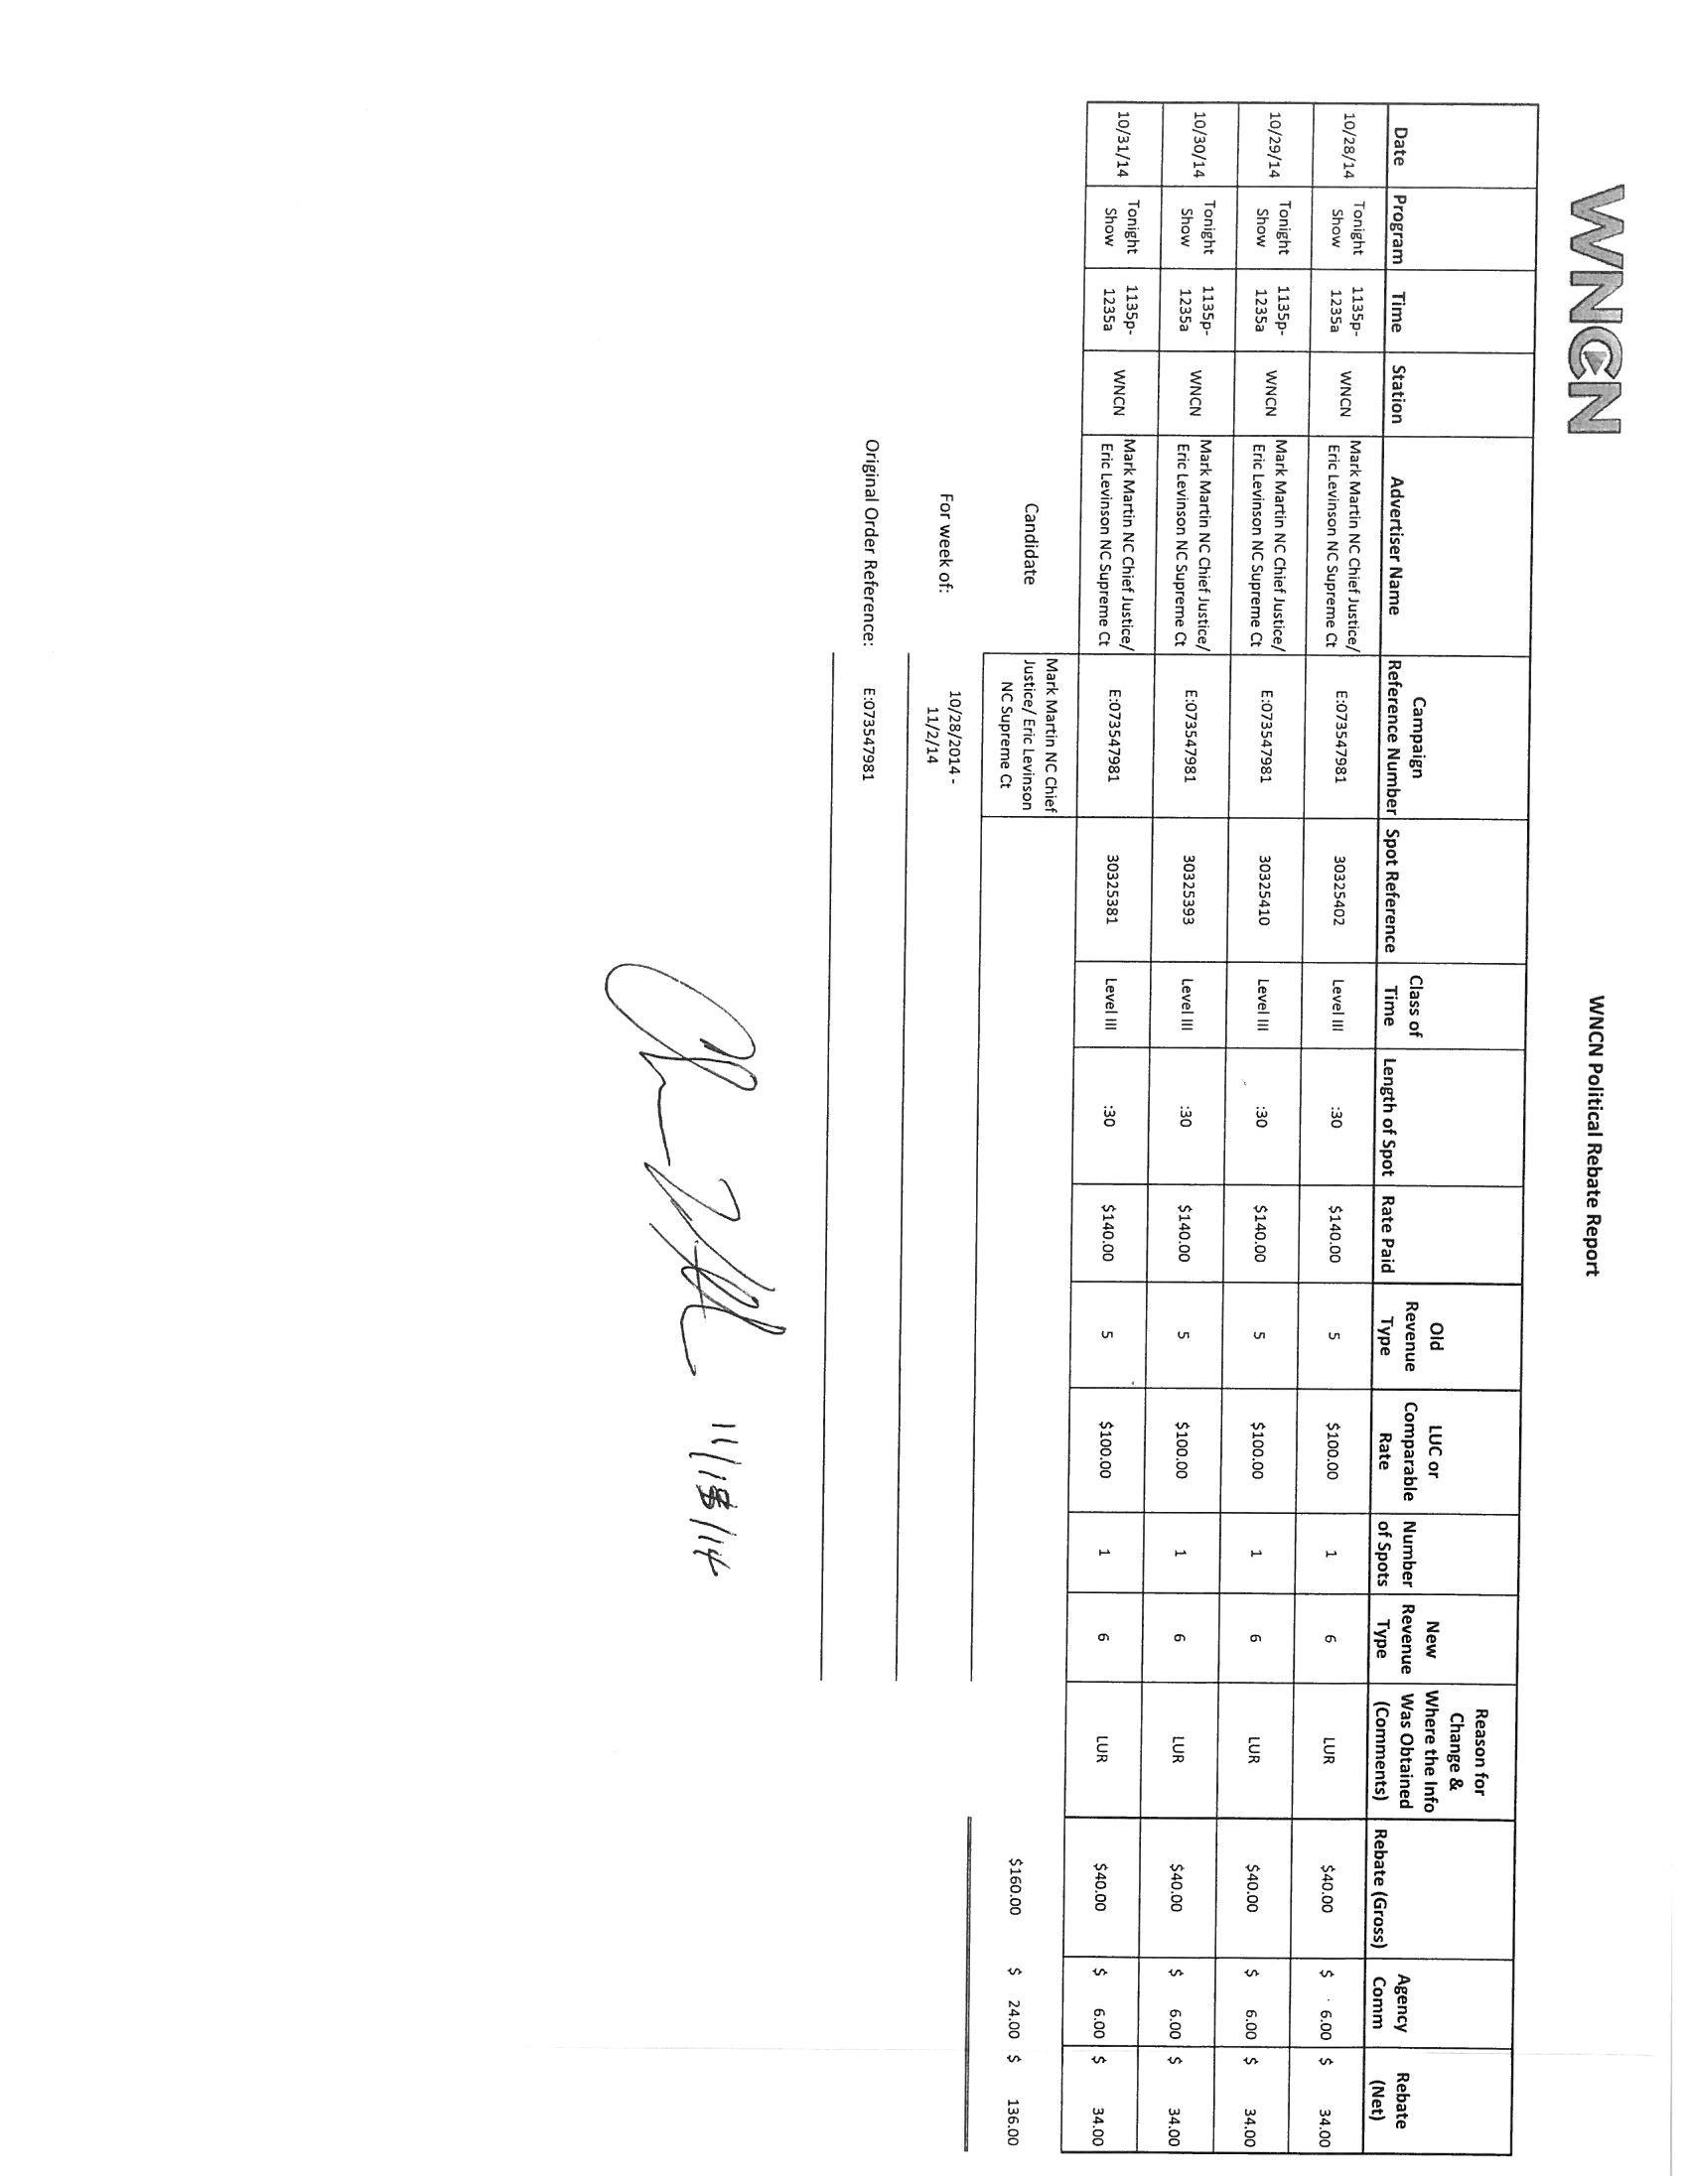 WNCN
WNCN Political Rebate Report
Date Program Time Station Advertiser Name Campaign Reference Number Spot Reference Class of Time Length of Spot Rate Paid Old Revenue Type LUC or Comparable Rate Number of Spots New Revenue Type Reason for Change & Where the Info Was Obtained (Comments) Rebate (Gross) Agency Comm Rebate (Net)
10/28/14 Tonight Show 1135p-1235a WNCN Mark Martin NC Chief Justice/ Eric Levinson NC Supreme Ct E:073547981 30325402 Level III :30 $140.00 5 $100.00 1 6 LUR $40.00 $ 6.00 $ 34.00
10/29/14 Tonight Show 1135p-1235a WNCN Mark Martin NC Chief Justice/ Eric Levinson NC Supreme Ct E:073547981 30325410 Level III :30 $140.00 5 $100.00 1 6 LUR $40.00 $ 6.00 $ 34.00
10/30/14 Tonight Show 1135p-1235a WNCN Mark Martin NC Chief Justice/ Eric Levinson NC Supreme Ct E:073547981 30325393 Level III :30 $140.00 5 $100.00 1 6 LUR $40.00 $ 6.00 $ 34.00
10/31/14 Tonight Show 1135p-1235a WNCN Mark Martin NC Chief Justice/ Eric Levinson NC Supreme Ct E:073547981 30325381 Level III :30 $140.00 5 $100.00 1 6 LUR $40.00 $ 6.00 $ 34.00
Candidate Mark Martin NC Chief Justice/ Eric Levinson NC Supreme Ct $160.00 $ 24.00 $ 136.00
For week of: 10/28/2014 - 11/2/14
Original Order Reference: E:073547981
11/18/14